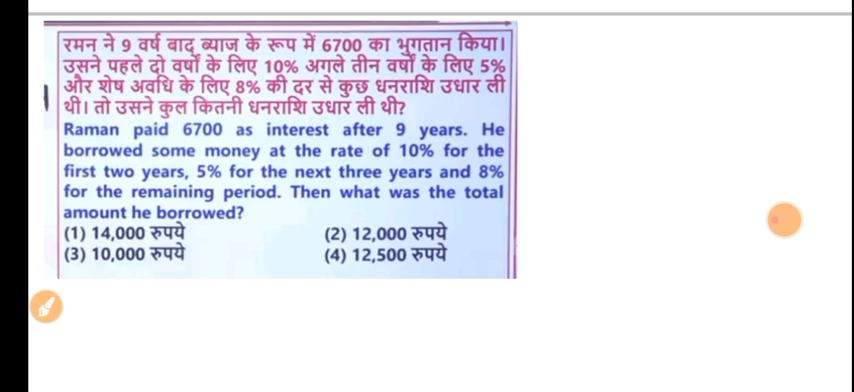 रमन ने 9 वर्ष बाद ब्याज के रूप में 6700 का भुगतान किया।
उसने पहले दो वर्षों के लिए 10% अगले तीन वर्षों के लिए 5%
और शेष अवधि के लिए 8% की दर से कुछ धनराशि उधार ली
थी। तो उसने कुल कितनी धनराशि उधार ली थी?
Raman paid 6700 as interest after 9 years. He
borrowed some money at the rate of 10% for the
first two years, 5% for the next three years and 8%
for the remaining period. Then what was the total
amount he borrowed?
(1) 14,000 रुपये (2) 12,000 रुपये
(3) 10,000 रुपये (4) 12,500 रुपये